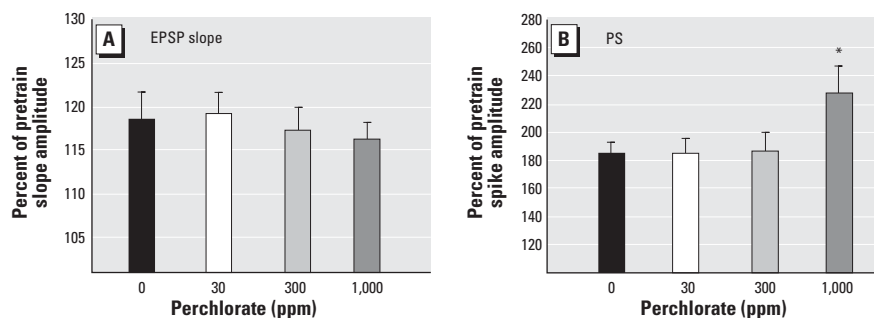 A
EPSP slope
Percent of pretrain
slope amplitude
130
125
120
115
110
105
0
30
300
1,000
Perchlorate (ppm)
B
PS
Percent of pretrain
spike amplitude
280
260
240
220
200
180
160
140
120
*
0
30
300
1,000
Perchlorate (ppm)